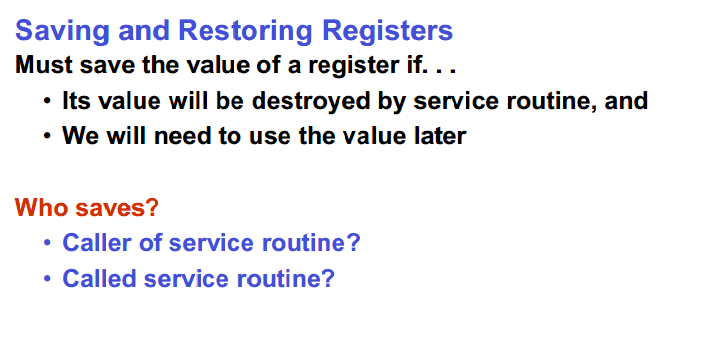 Saving and Restoring Registers
Must save the value of a register if. . .
• Its value will be destroyed by service routine, and
• We will need to use the value later
Who saves?
• Caller of service routine?
• Called service routine?